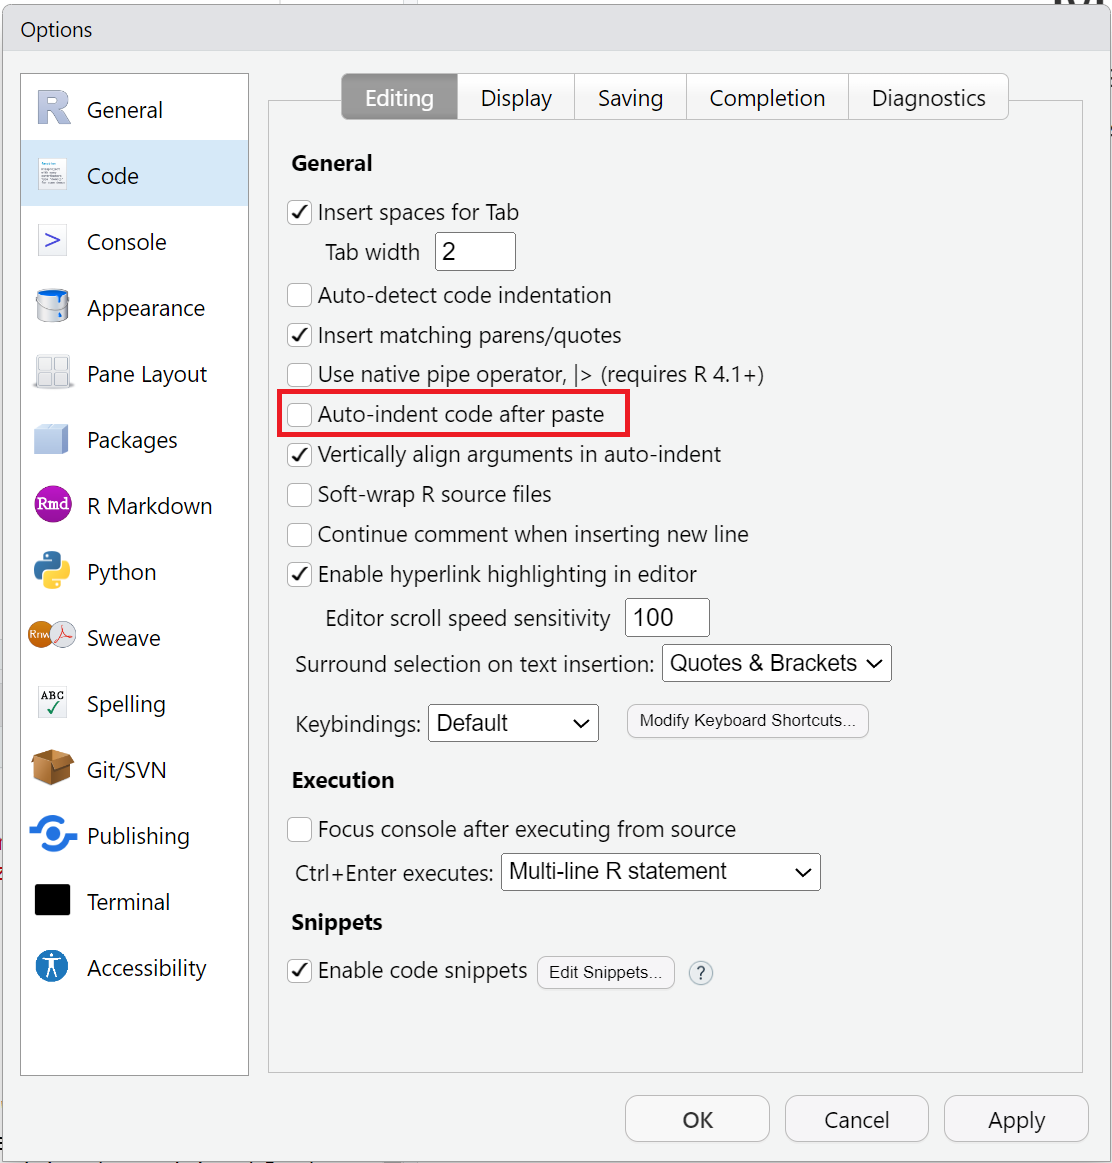 Options
General
Code
Console
Appearance
Pane Layout
Packages
Rmd
R Markdown
Python
Rnw
Sweave
ABC
Spelling
Git/SVN
Publishing
Terminal
Accessibility
Editing Display Saving Completion Diagnostics
General
Insert spaces for Tab
Tab width 2
Auto-detect code indentation
Insert matching parens/quotes
Use native pipe operator, |> (requires R 4.1+)
Auto-indent code after paste
Vertically align arguments in auto-indent
Soft-wrap R source files
Continue comment when inserting new line
Enable hyperlink highlighting in editor
Editor scroll speed sensitivity 100
Surround selection on text insertion: Quotes & Brackets
Keybindings: Default Modify Keyboard Shortcuts...
Execution
Focus console after executing from source
Ctrl+Enter executes: Multi-line R statement
Snippets
Enable code snippets Edit Snippets... ?
OK Cancel Apply